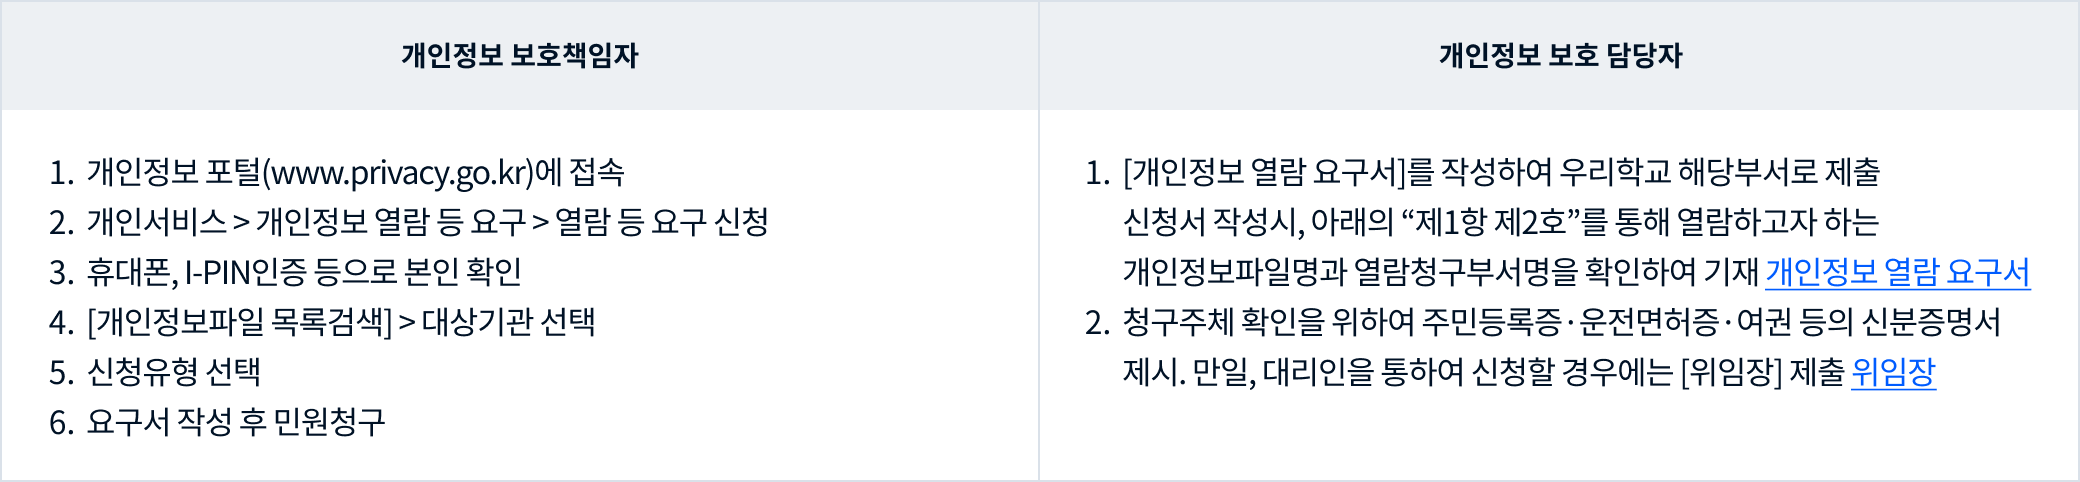 개인정보 보호책임자
개인정보 보호 담당자
1. 개인정보 포털(www.privacy.go.kr)에 접속
2. 개인서비스 > 개인정보 열람 등 요구 > 열람 등 요구 신청
3. 휴대폰, I-PIN인증 등으로 본인 확인
4. [개인정보파일 목록검색] > 대상기관 선택
5. 신청유형 선택
6. 요구서 작성 후 민원청구
1. [개인정보 열람 요구서]를 작성하여 우리학교 해당부서로 제출
신청서 작성시, 아래의 “제1항 제2호”를 통해 열람하고자 하는
개인정보파일명과 열람청구부서명을 확인하여 기재 개인정보 열람 요구서
2. 청구주체 확인을 위하여 주민등록증·운전면허증·여권 등의 신분증명서
제시. 만일, 대리인을 통하여 신청할 경우에는 [위임장] 제출 위임장